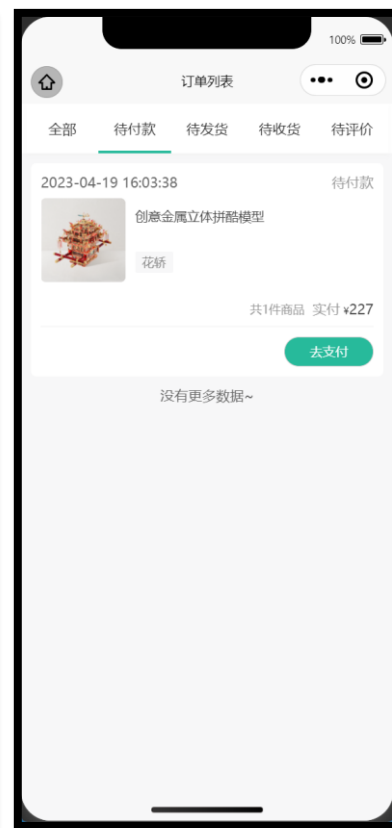 100%
订单列表
全部 待付款 待发货 待收货 待评价
2023-04-19 16:03:38 待付款
创意金属立体拼酷模型
花轿
共1件商品 实付 ¥227
去支付
没有更多数据~